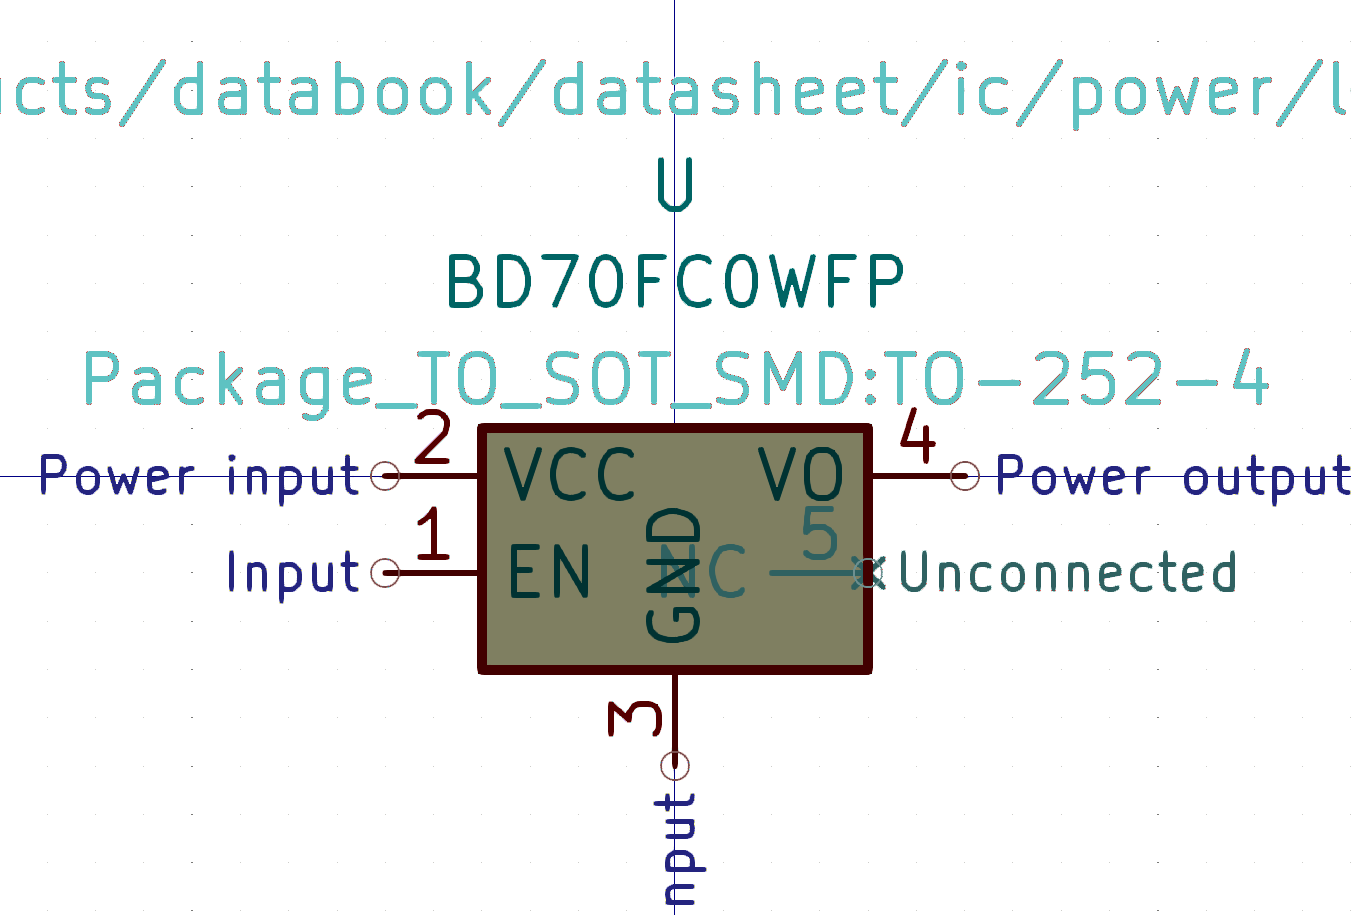 ucts/databook/datasheet/ic/power/l
U
BD70FC0WFP
Package_TO_SOT_SMD:TO-252-4
2 4
Power input VCC VO Power output
1 5
Input EN GND NC Unconnected
3
nput